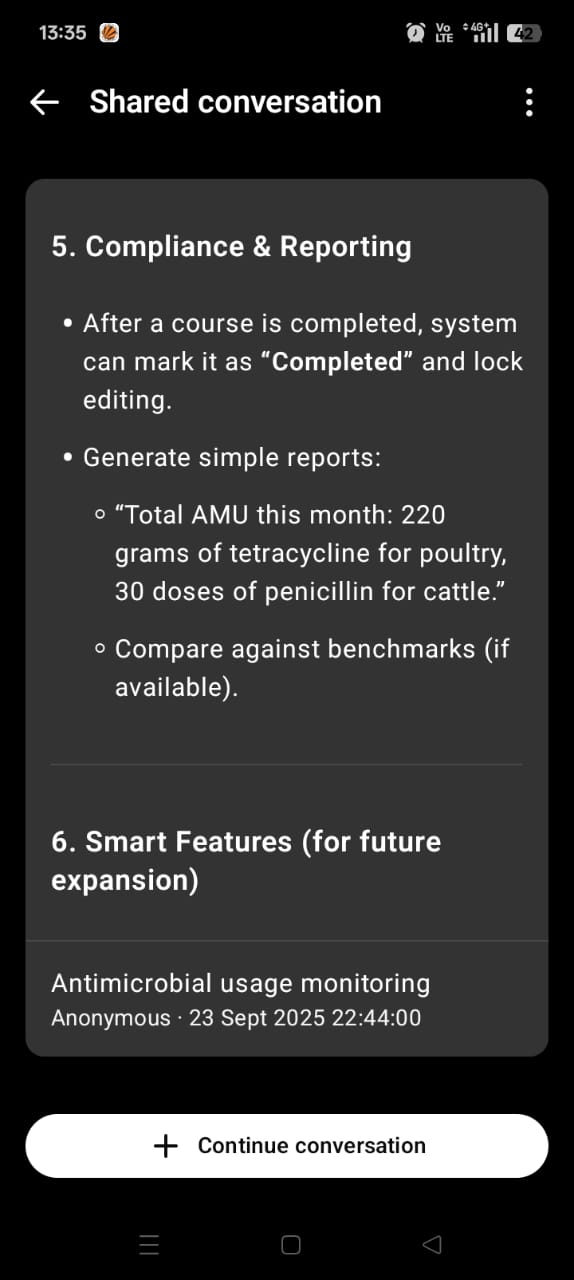 13:35
Vo LTE 4G+ 42
Shared conversation
5. Compliance & Reporting
• After a course is completed, system
can mark it as “Completed” and lock
editing.
• Generate simple reports:
○ “Total AMU this month: 220
grams of tetracycline for poultry,
30 doses of penicillin for cattle.”
○ Compare against benchmarks (if
available).
6. Smart Features (for future
expansion)
Antimicrobial usage monitoring
Anonymous · 23 Sept 2025 22:44:00
+ Continue conversation